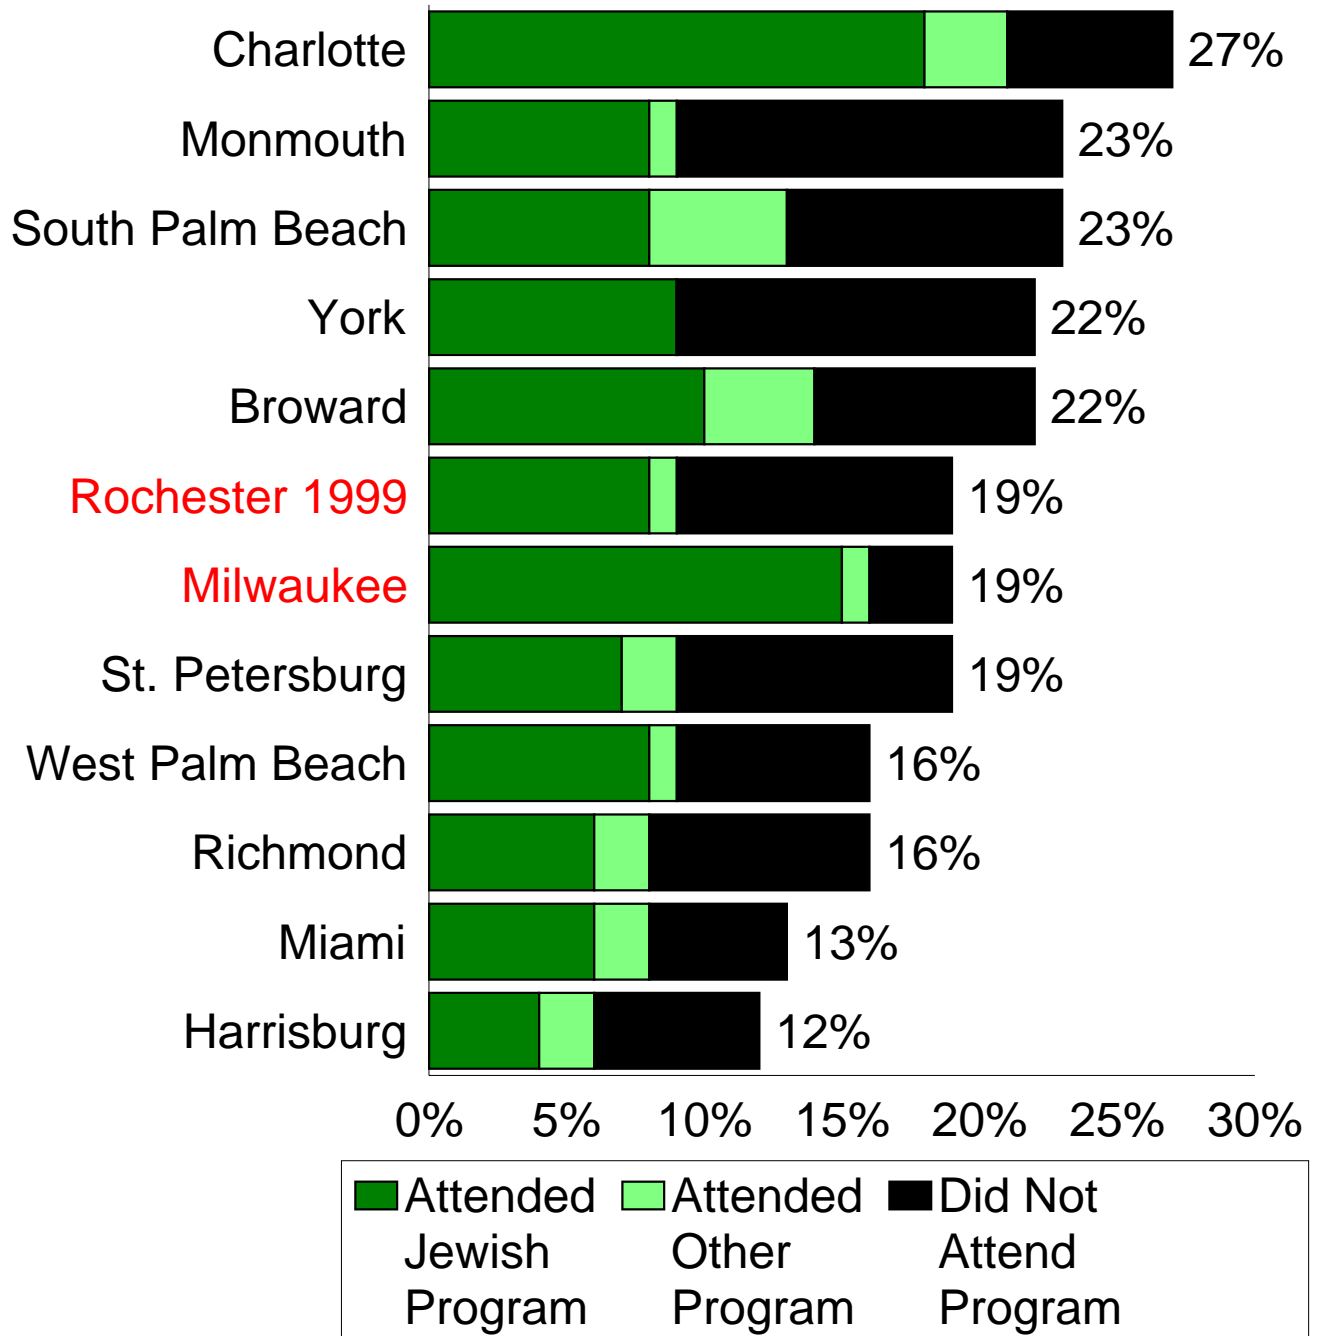 Charlotte 27%
Monmouth 23%
South Palm Beach 23%
York 22%
Broward 22%
Rochester 1999 19%
Milwaukee 19%
St. Petersburg 19%
West Palm Beach 16%
Richmond 16%
Miami 13%
Harrisburg 12%
0% 5% 10% 15% 20% 25% 30%
Attended
Jewish
Program
Attended
Other
Program
Did Not
Attend
Program